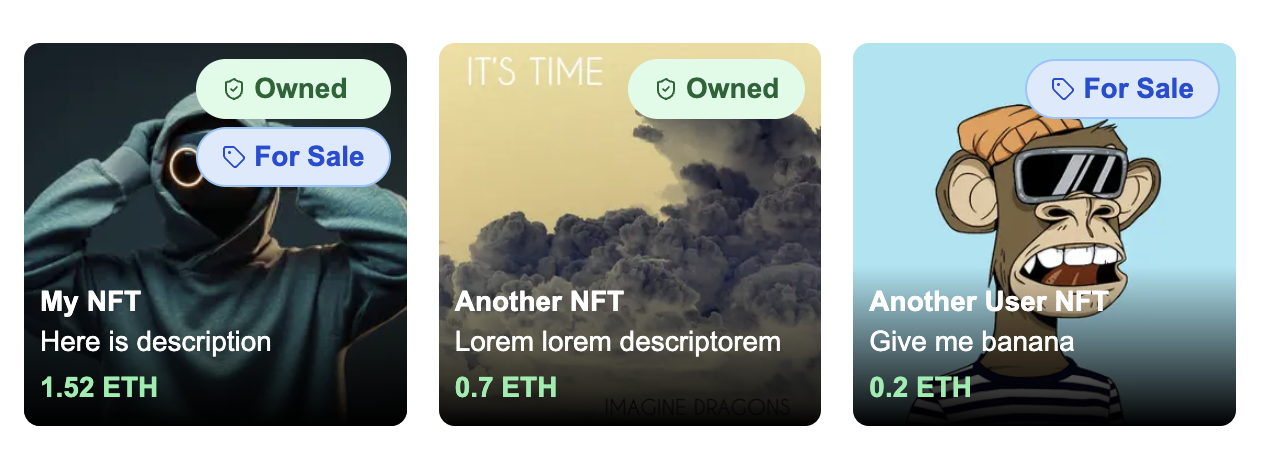 Owned
For Sale
My NFT
Here is description
1.52 ETH
IT'S TIME
Owned
Another NFT
Lorem lorem descriptorem
0.7 ETH
IMAGINE DRAGONS
For Sale
Another User NFT
Give me banana
0.2 ETH